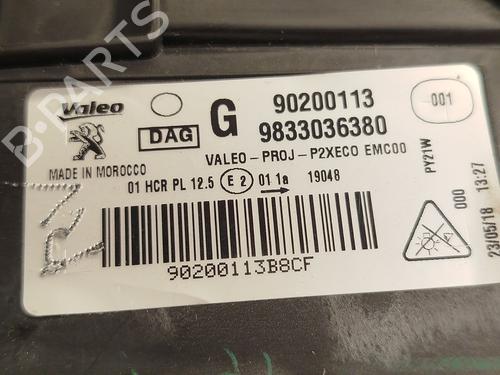 Valeo
DAG
G
90200113
9833036380
001
VALEO-PROJ-P2XECO EMC00
MADE IN MOROCCO
01 HCR PL 12.5 E2 01 1a 19048
90200113B8CF
PY21W
000
23/05/18 13:27
B-PARTS